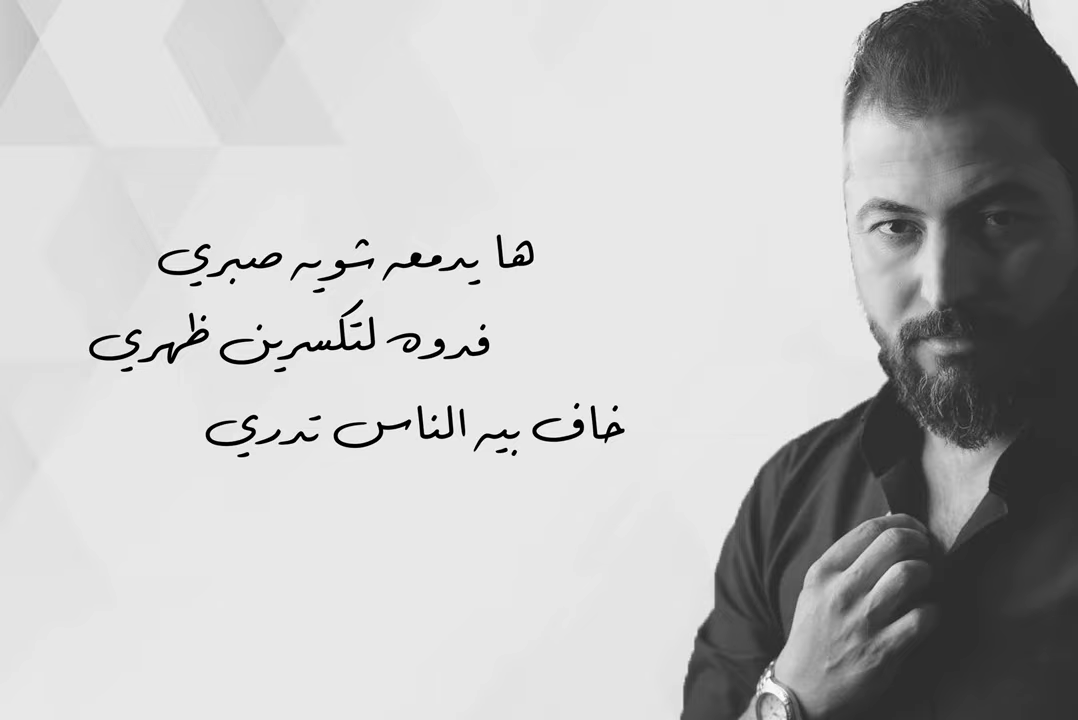 ها يدمعه شويه صبري
فدوه لتكسرين ظهري
خاف بيه الناس تدري